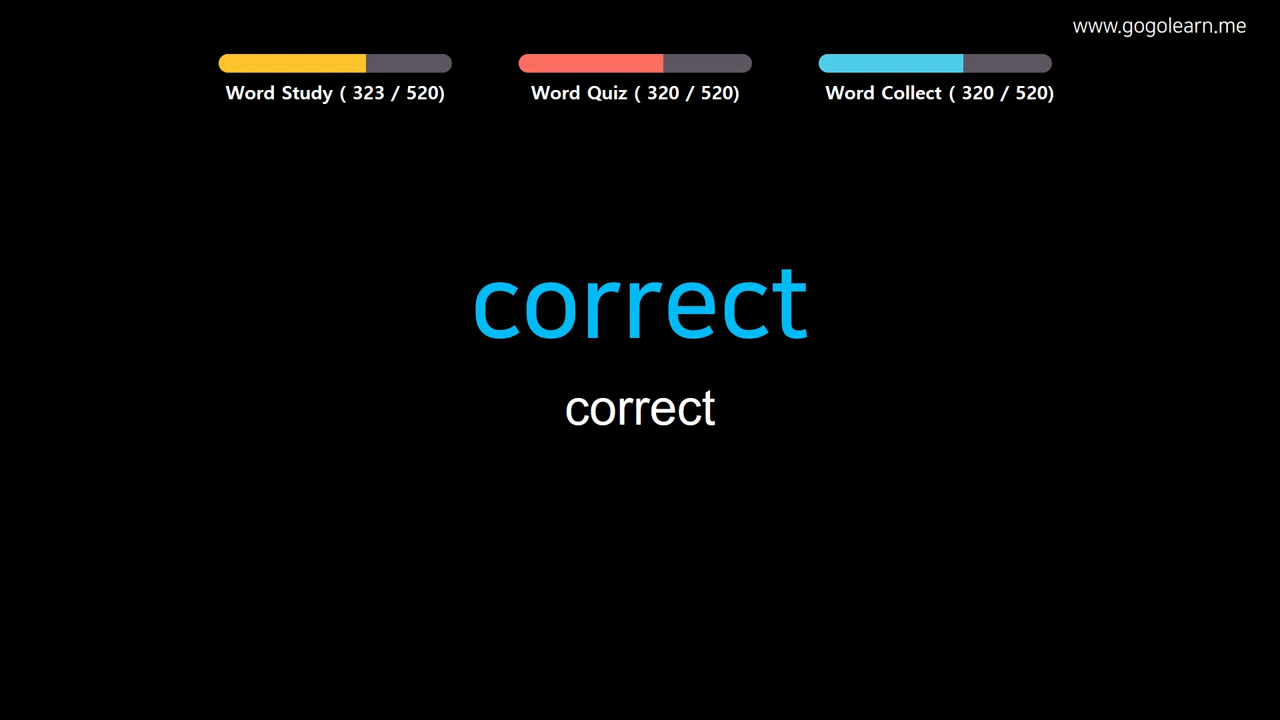 www.gogolearn.me
Word Study ( 323 / 520)
Word Quiz ( 320 / 520)
Word Collect ( 320 / 520)
correct
correct